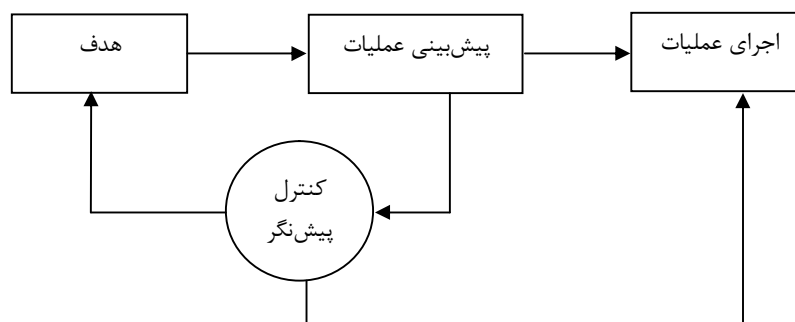 هدف
پیش‌بینی عملیات
اجرای عملیات
کنترل
پیش‌نگر